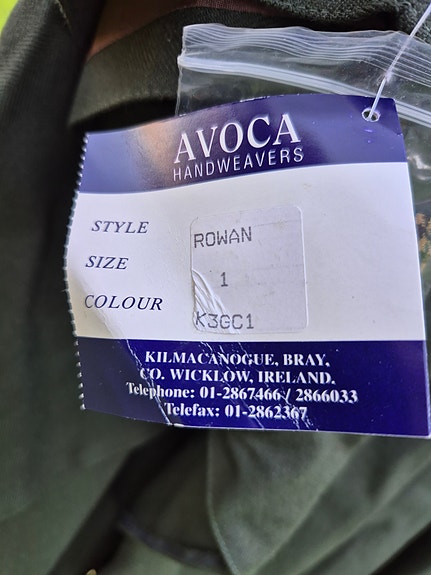 AVOCA
HANDWEAVERS
STYLE ROWAN
SIZE 1
COLOUR K3GC1
KILMACANOGUE, BRAY,
CO. WICKLOW, IRELAND.
Telephone: 01-2867466 / 2866033
Telefax: 01-2862367